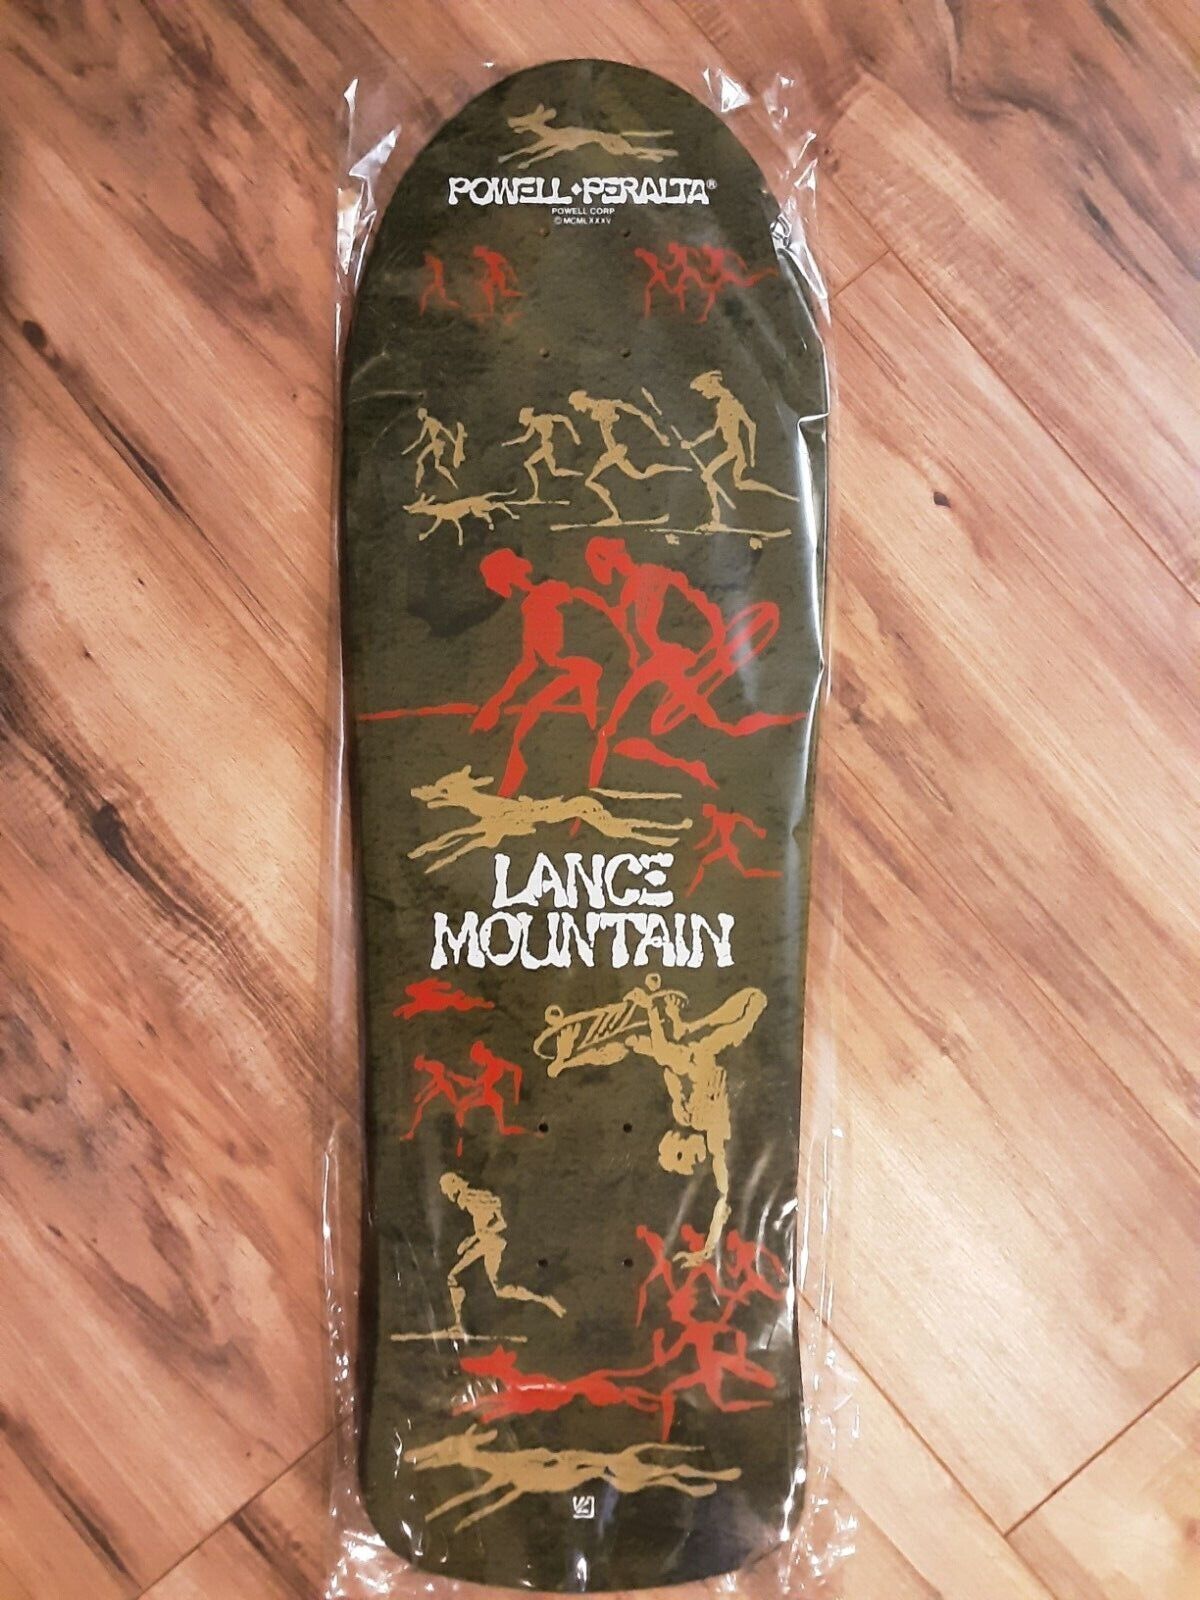 POWELL♦PERALTA®
POWELL CORP
©MCMLXXXV
LANCE
MOUNTAIN